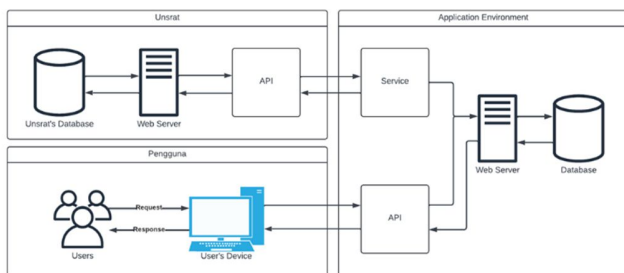 Unsrat
Application Environment
API
Service
Unsrat's Database
Web Server
Pengguna
Web Server
Database
API
Request
Response
Users
User's Device